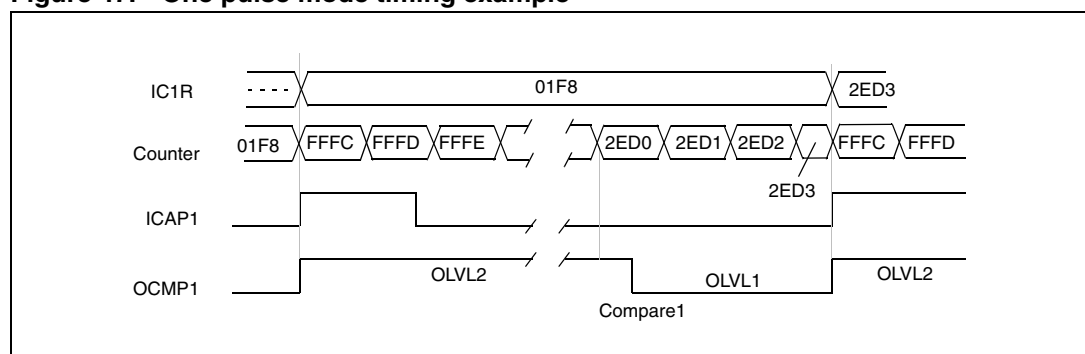 Figure 47. One pulse mode timing example
IC1R 01F8 2ED3
Counter 01F8 FFFC FFFD FFFE 2ED0 2ED1 2ED2 FFFC FFFD
2ED3
ICAP1
OCMP1 OLVL2 OLVL1 OLVL2
Compare1